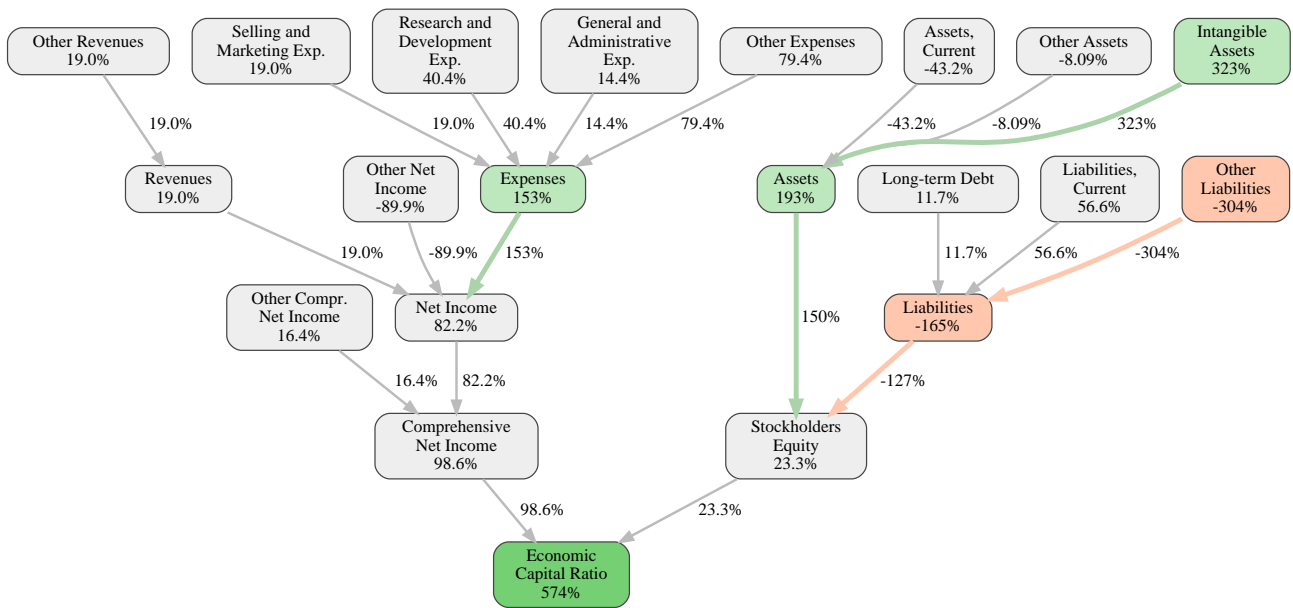 Other Revenues
19.0%
Selling and
Marketing Exp.
19.0%
Research and
Development
Exp.
40.4%
General and
Administrative
Exp.
14.4%
Other Expenses
79.4%
Assets,
Current
-43.2%
Other Assets
-8.09%
Intangible
Assets
323%
19.0%
19.0%
40.4%
14.4%
79.4%
-43.2%
-8.09%
323%
Revenues
19.0%
Other Net
Income
-89.9%
Expenses
153%
Assets
193%
Long-term Debt
11.7%
Liabilities,
Current
56.6%
Other
Liabilities
-304%
19.0%
-89.9%
153%
11.7%
56.6%
-304%
Other Compr.
Net Income
16.4%
Net Income
82.2%
150%
Liabilities
-165%
16.4%
82.2%
-127%
Comprehensive
Net Income
98.6%
Stockholders
Equity
23.3%
98.6%
23.3%
Economic
Capital Ratio
574%